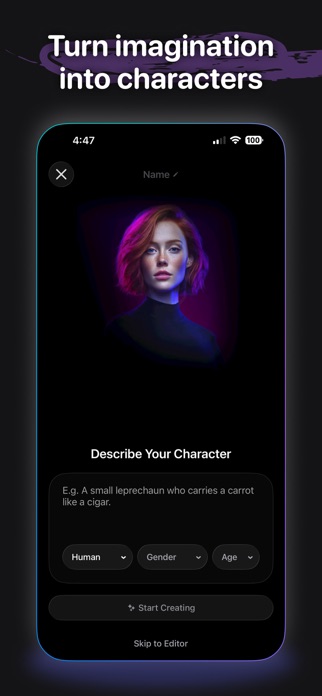 Turn imagination
into characters
4:47
100
Name
Describe Your Character
E.g. A small leprechaun who carries a carrot
like a cigar.
Human
Gender
Age
Start Creating
Skip to Editor